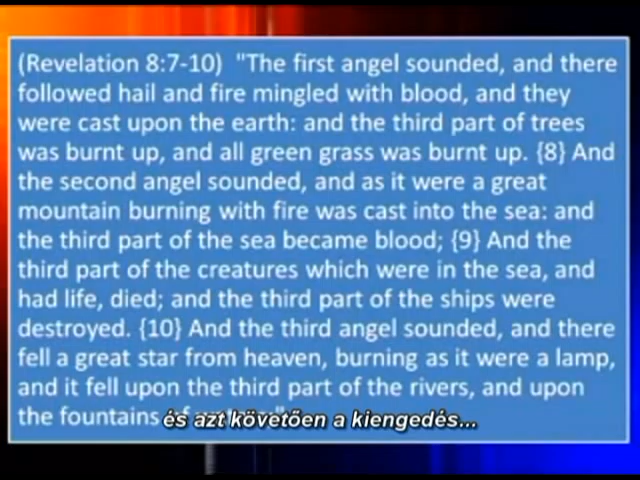 (Revelation 8:7-10)  "The first angel sounded, and there
followed hail and fire mingled with blood, and they
were cast upon the earth: and the third part of trees
was burnt up, and all green grass was burnt up. {8} And
the second angel sounded, and as it were a great
mountain burning with fire was cast into the sea: and
the third part of the sea became blood; {9} And the
third part of the creatures which were in the sea, and
had life, died; and the third part of the ships were
destroyed. {10} And the third angel sounded, and there
fell a great star from heaven, burning as it were a lamp,
and it fell upon the third part of the rivers, and upon
the fountains
és azt követően a kiengedés...